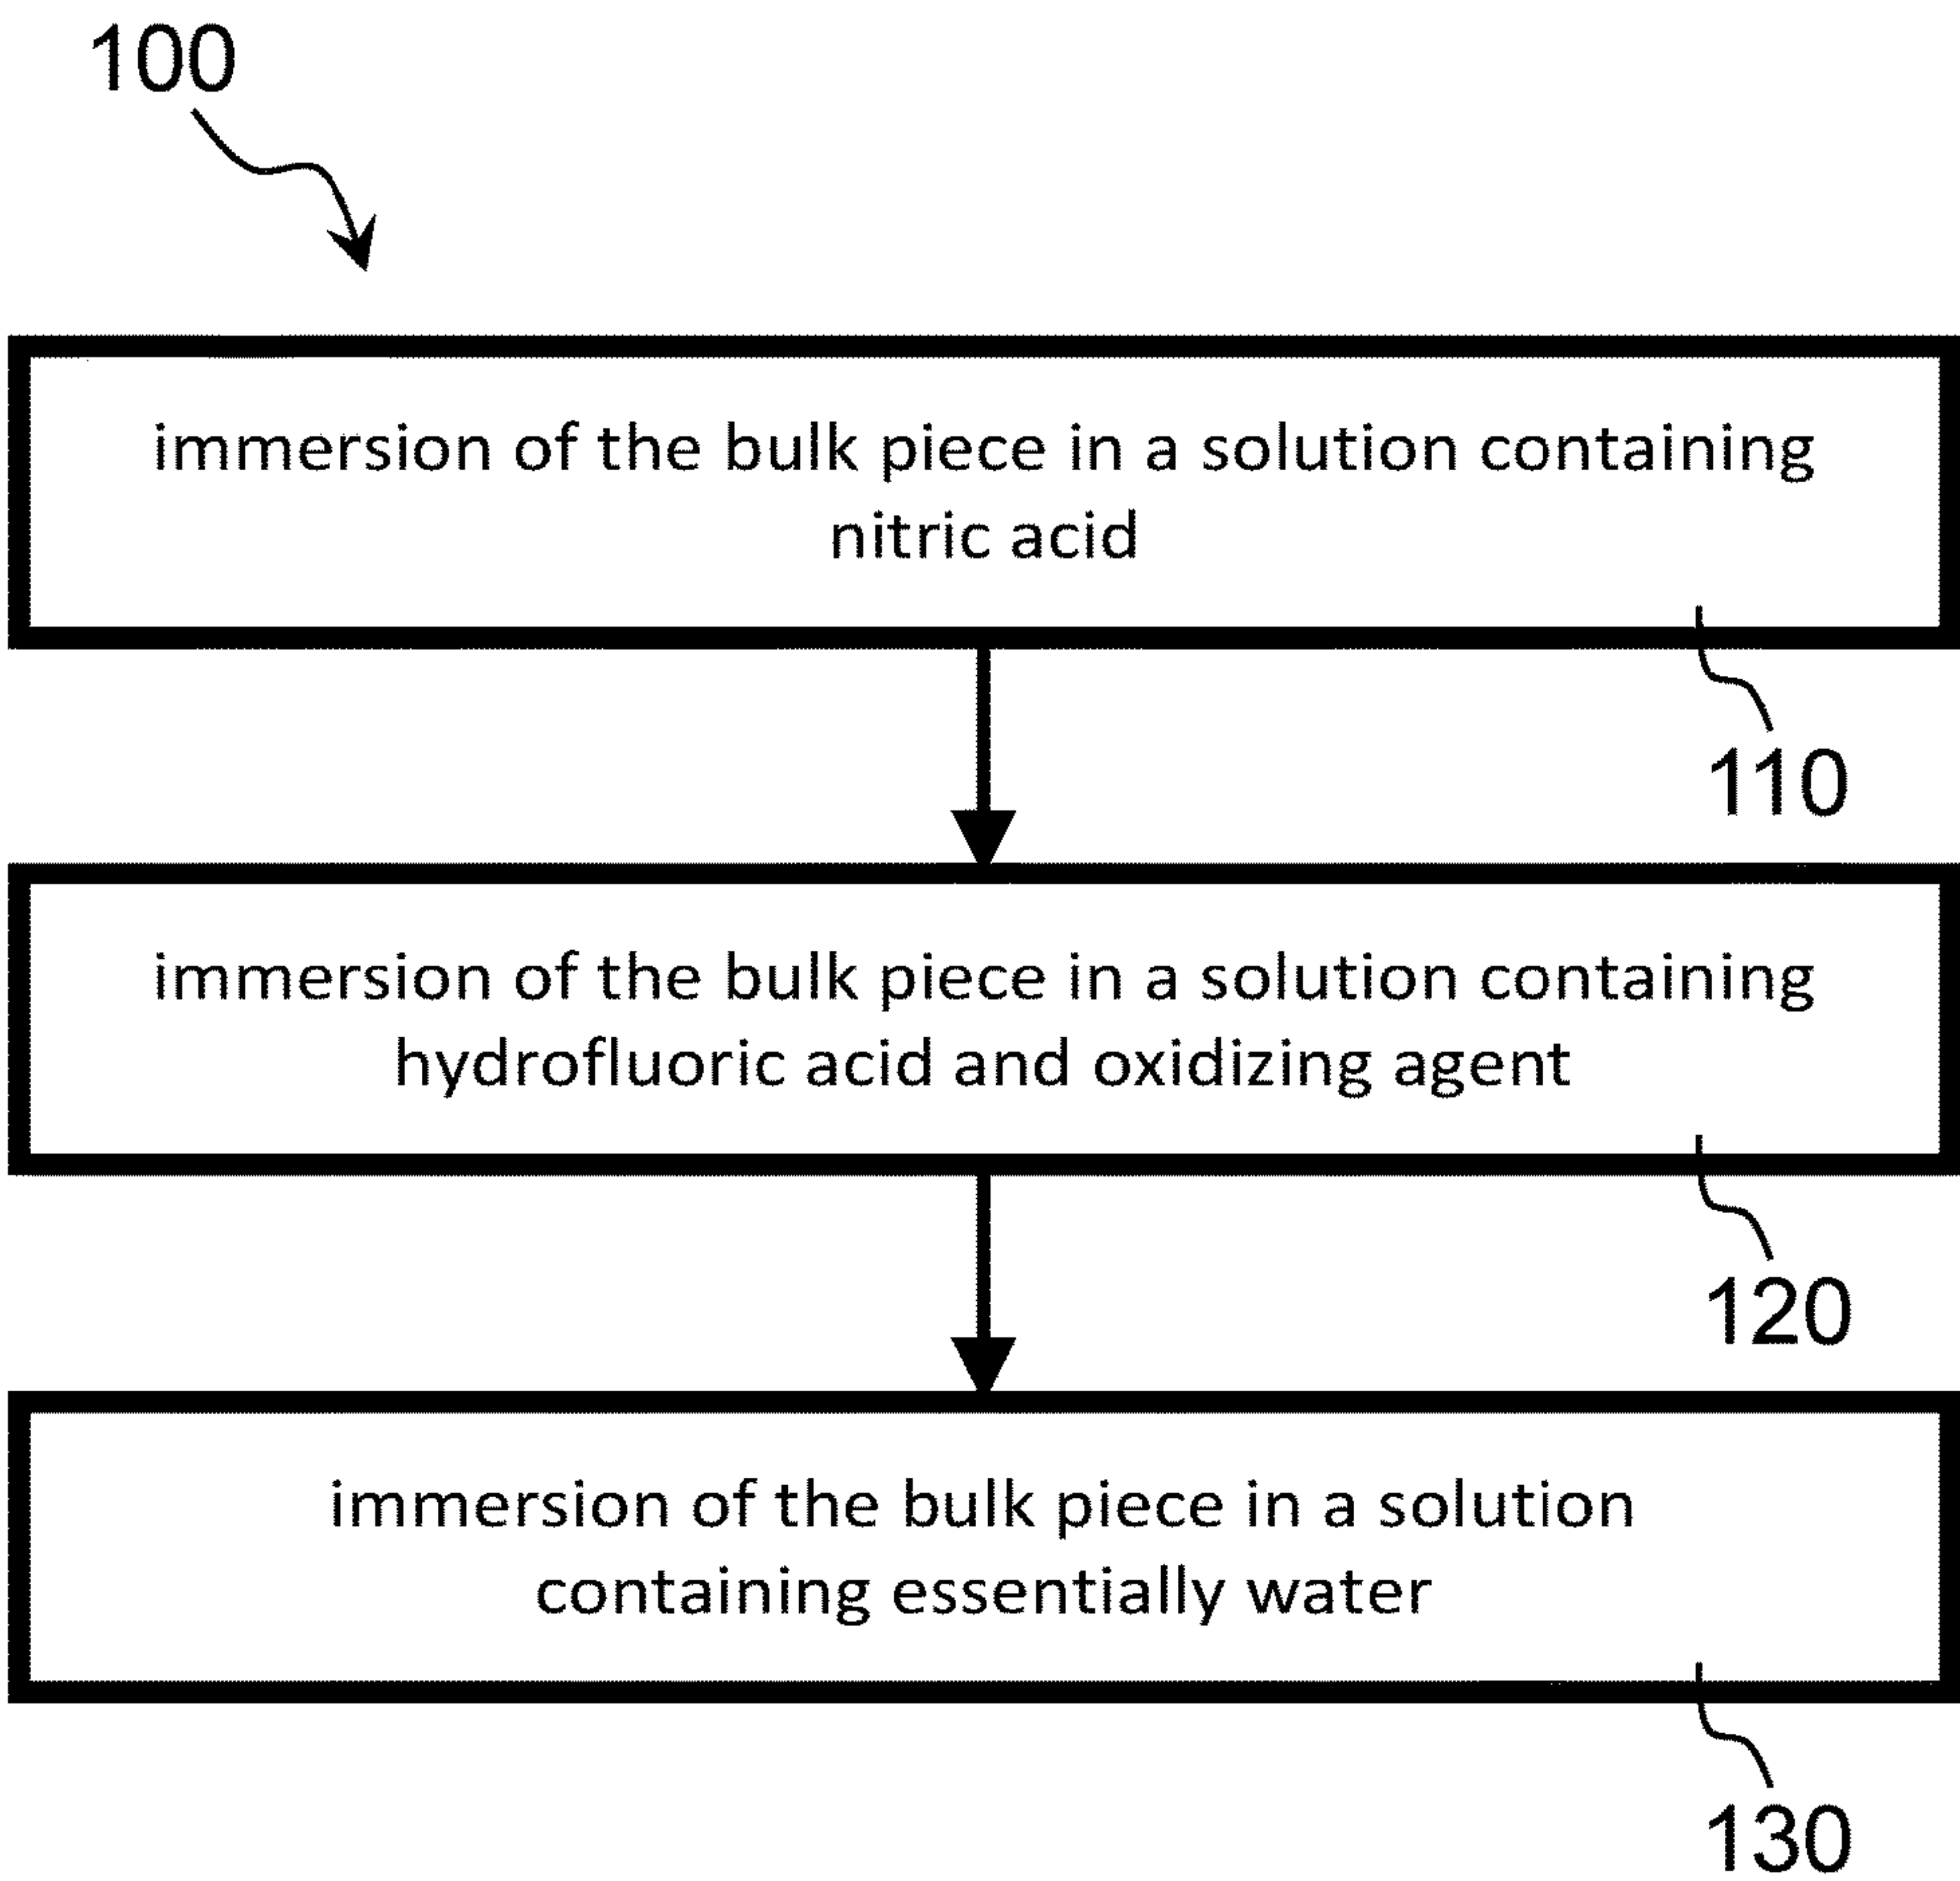 100
immersion of the bulk piece in a solution containing
nitric acid
110
immersion of the bulk piece in a solution containing
hydrofluoric acid and oxidizing agent
120
immersion of the bulk piece in a solution
containing essentially water
130